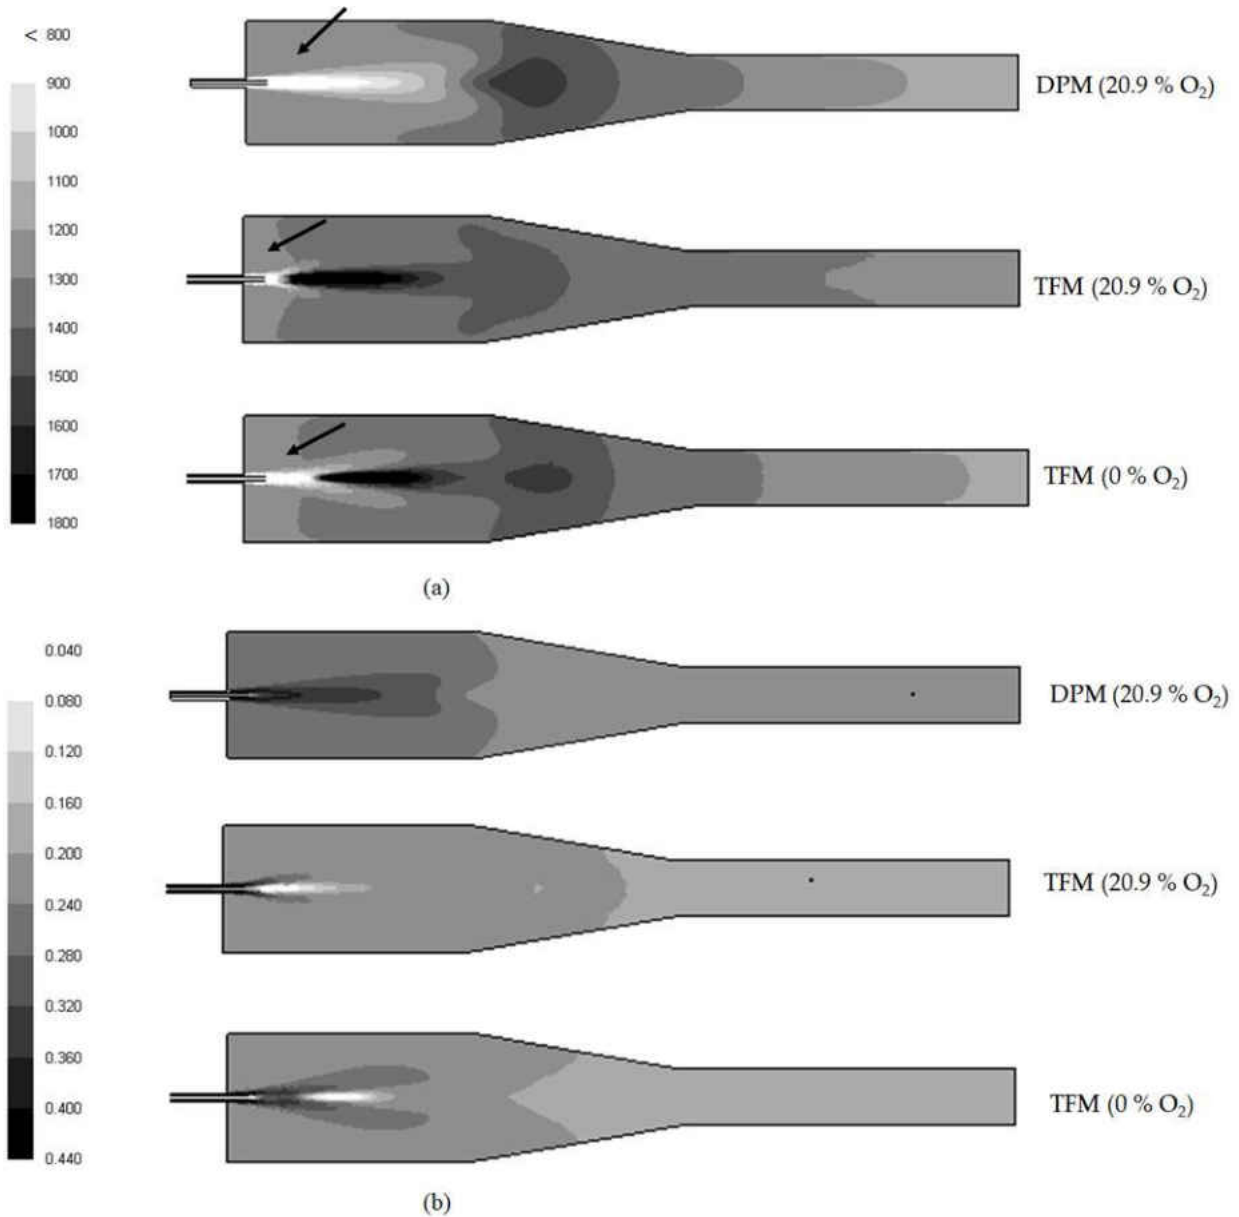 < 800
900
1000
1100
1200
1300
1400
1500
1600
1700
1800
DPM (20.9 % O₂)
TFM (20.9 % O₂)
TFM (0 % O₂)
(a)
0.040
0.080
0.120
0.160
0.200
0.240
0.280
0.320
0.360
0.400
0.440
DPM (20.9 % O₂)
TFM (20.9 % O₂)
TFM (0 % O₂)
(b)